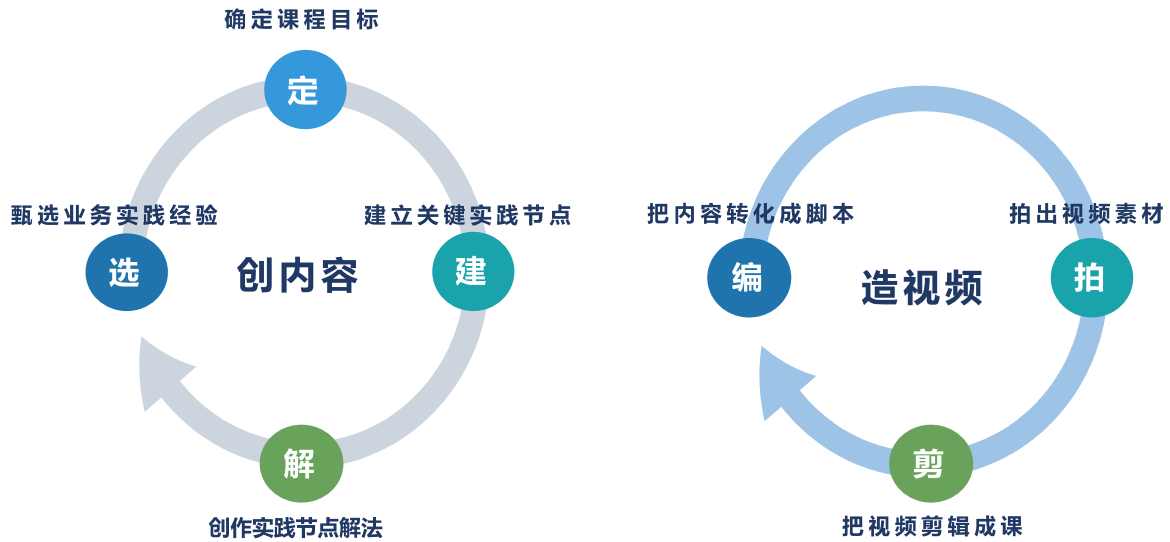 确定课程目标
定
甄选业务实践经验
选
创内容
建立关键实践节点
建
解
创作实践节点解法
把内容转化成脚本
编
造视频
拍出视频素材
拍
剪
把视频剪辑成课